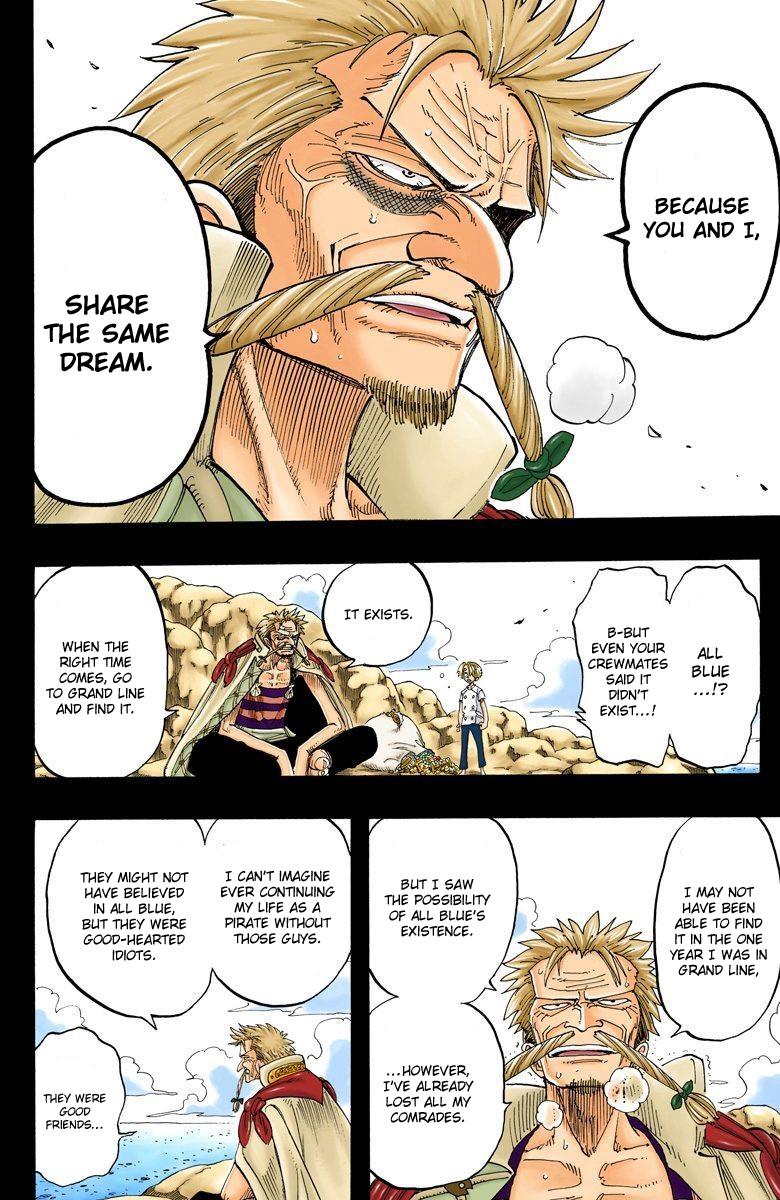 BECAUSE
YOU AND I,
SHARE
THE SAME
DREAM.
ALL
BLUE
...!?
B-BUT
EVEN YOUR
CREWMATES
SAID IT
DIDN'T
EXIST...!
IT EXISTS.
WHEN THE
RIGHT TIME
COMES, GO
TO GRAND LINE
AND FIND IT.
I MAY NOT
HAVE BEEN
ABLE TO FIND
IT IN THE ONE
YEAR I WAS IN
GRAND LINE,
BUT I SAW
THE POSSIBILITY
OF ALL BLUE'S
EXISTENCE.
...HOWEVER,
I'VE ALREADY
LOST ALL MY
COMRADES.
I CAN'T IMAGINE
EVER CONTINUING
MY LIFE AS A
PIRATE WITHOUT
THOSE GUYS.
THEY MIGHT NOT
HAVE BELIEVED
IN ALL BLUE,
BUT THEY WERE
GOOD-HEARTED
IDIOTS.
THEY WERE
GOOD
FRIENDS...